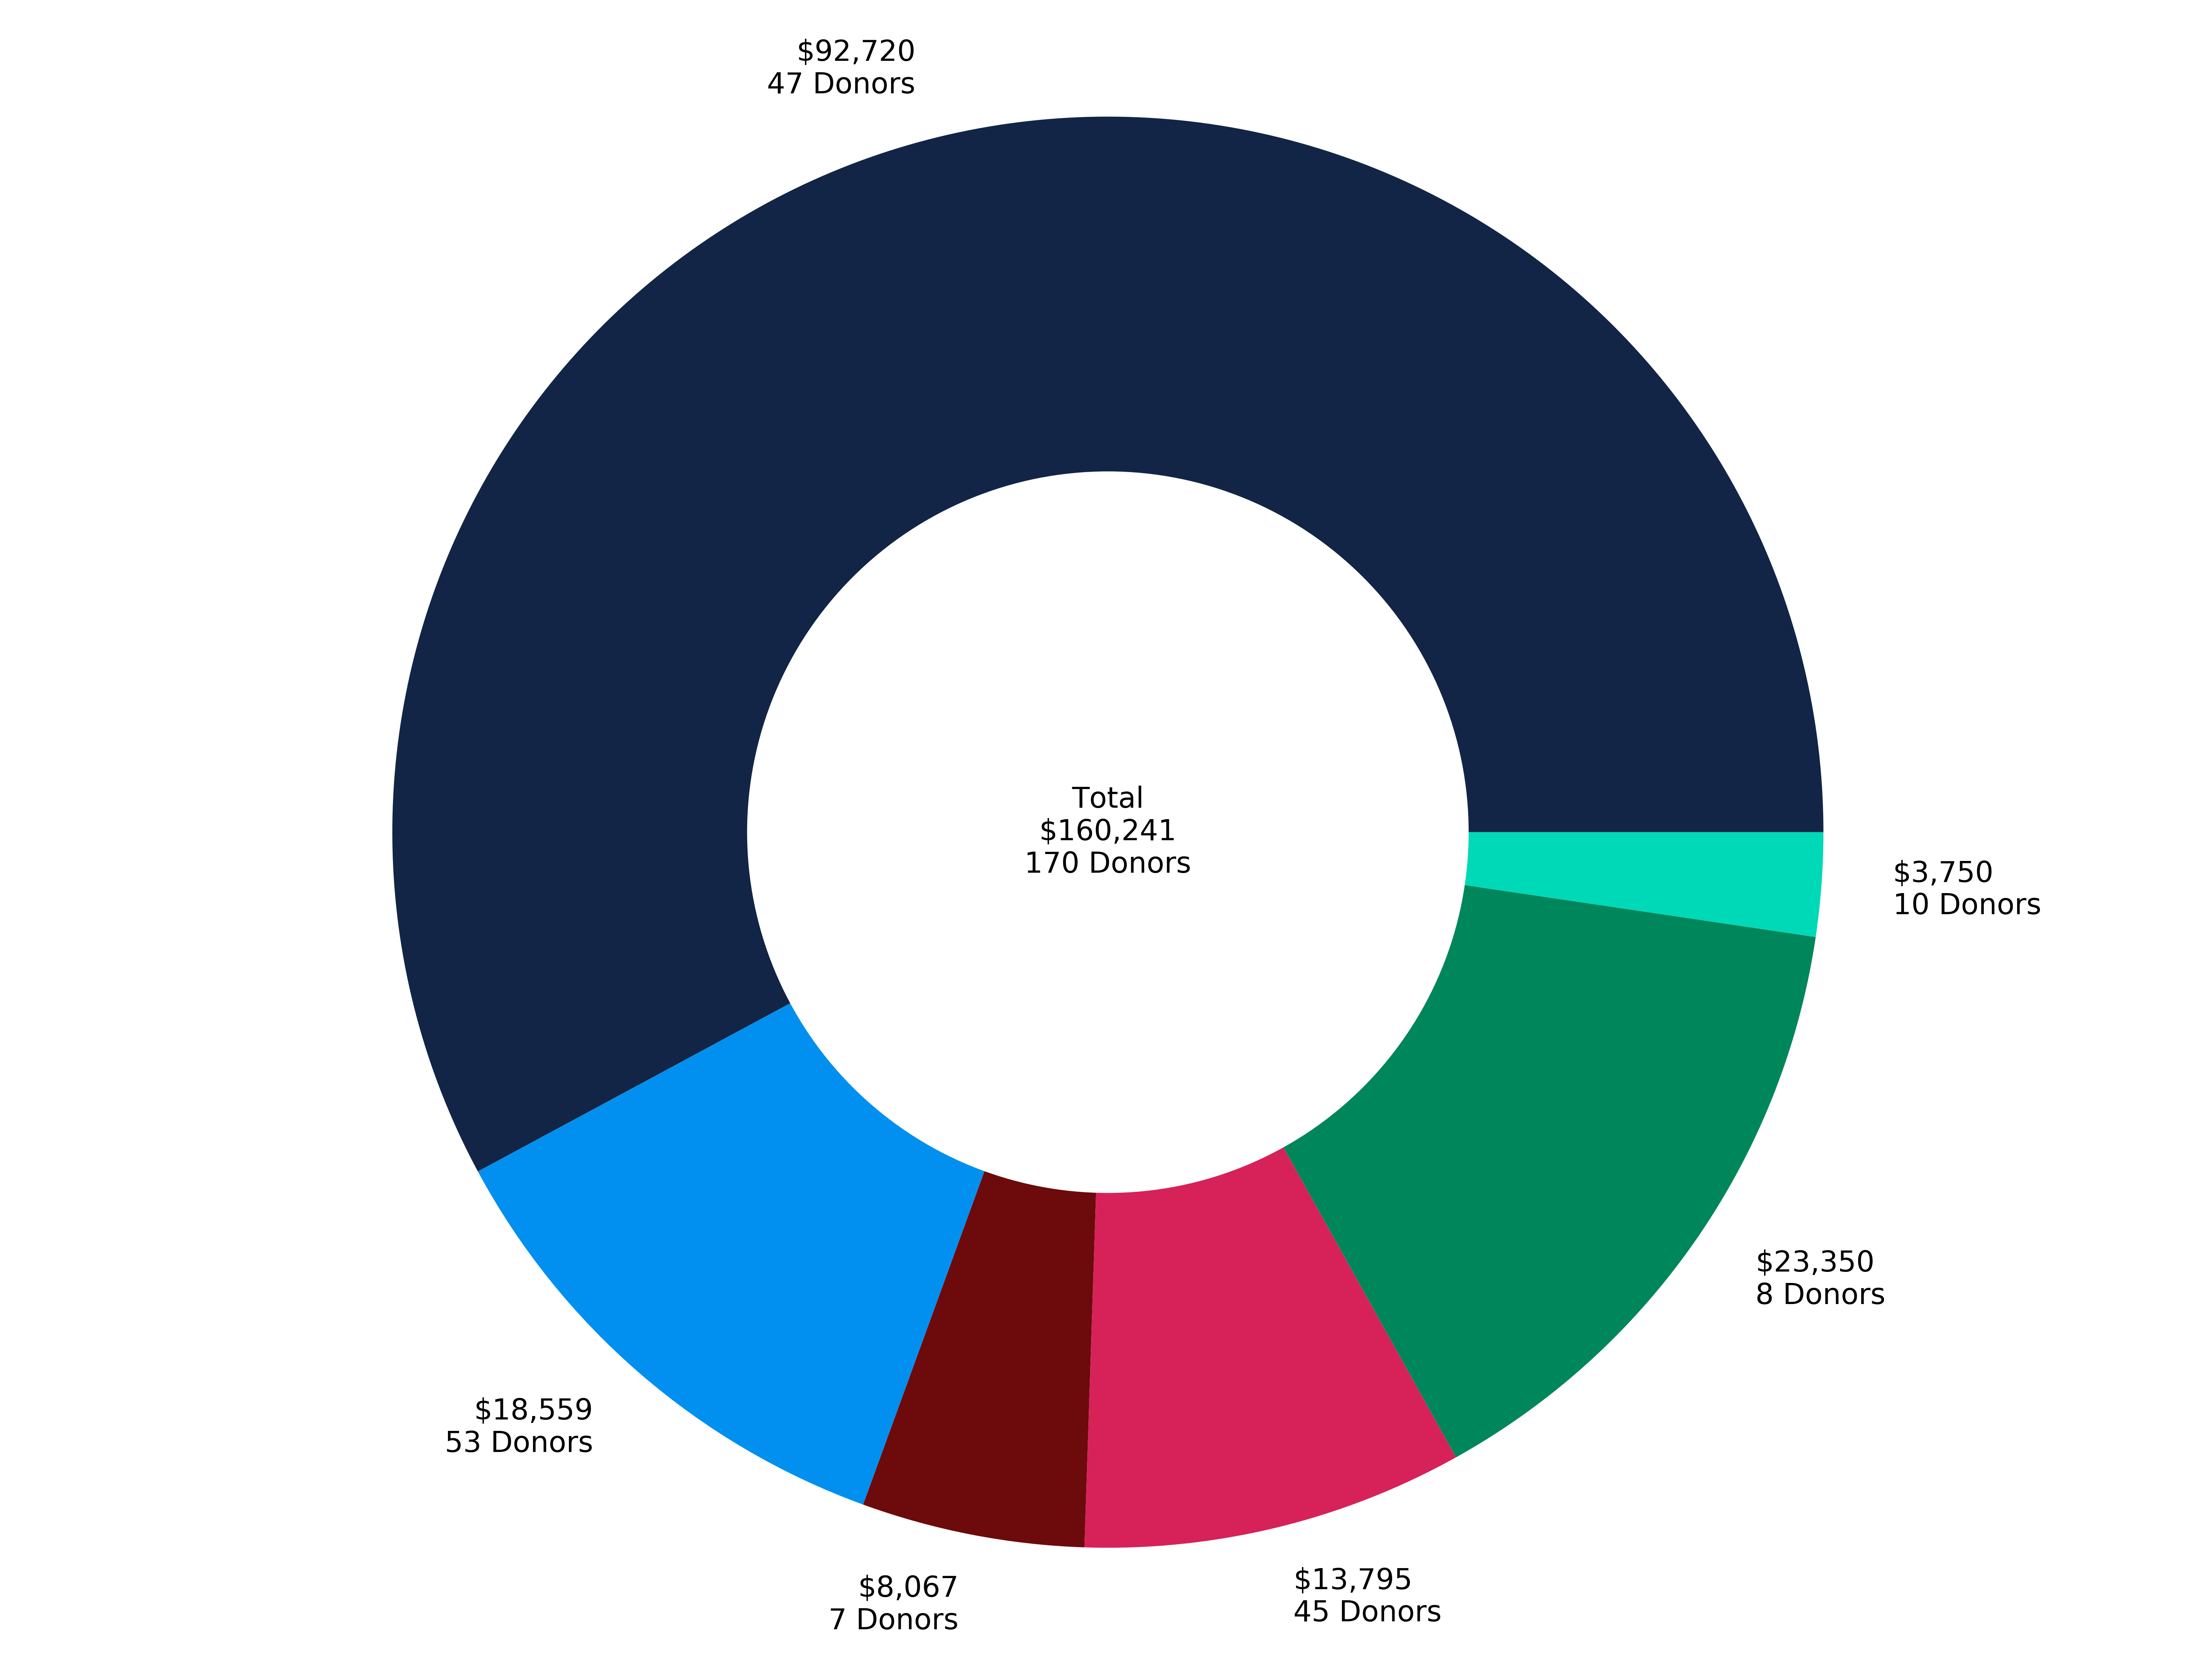 $92,720
47 Donors
Total
$160,241
170 Donors
$3,750
10 Donors
$23,350
8 Donors
$18,559
53 Donors
$8,067
7 Donors
$13,795
45 Donors